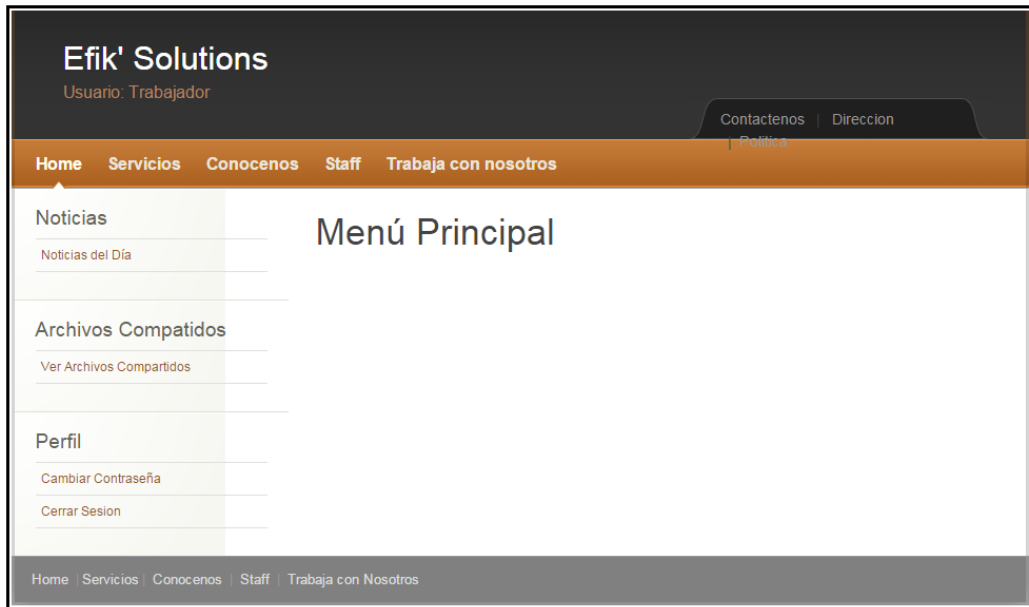 Efik' Solutions
Usuario: Trabajador
Contactenos | Direccion
| Politica
Home Servicios Conocenos Staff Trabaja con nosotros
Noticias
Noticias del Día
Archivos Compatidos
Ver Archivos Compartidos
Perfil
Cambiar Contraseña
Cerrar Sesion
Menú Principal
Home | Servicios | Conocenos | Staff | Trabaja con Nosotros